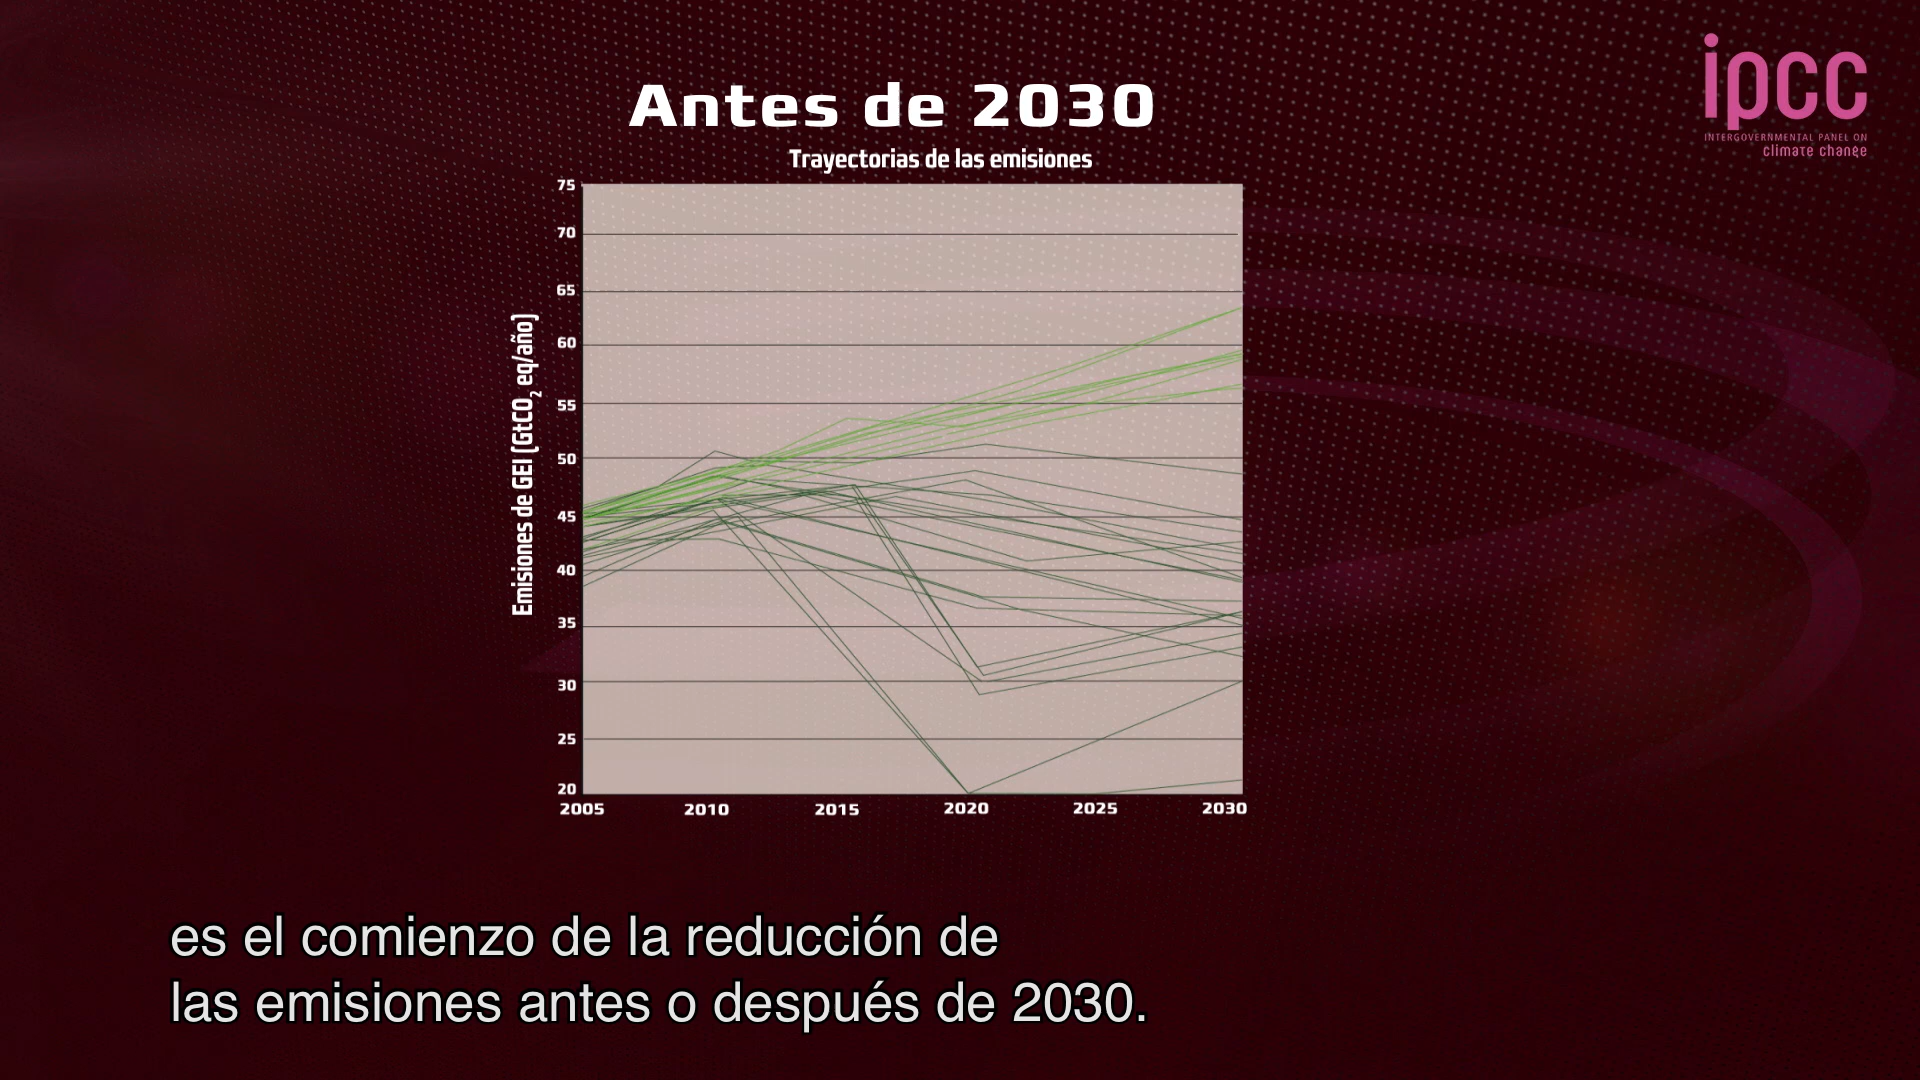 ipcc
INTERGOVERNMENTAL PANEL ON
climate change
Antes de 2030
Trayectorias de las emisiones
Emisiones de GEI (GtCO2 eq/año)
75
70
65
60
55
50
45
40
35
30
25
20
2005 2010 2015 2020 2025 2030
es el comienzo de la reducción de
las emisiones antes o después de 2030.